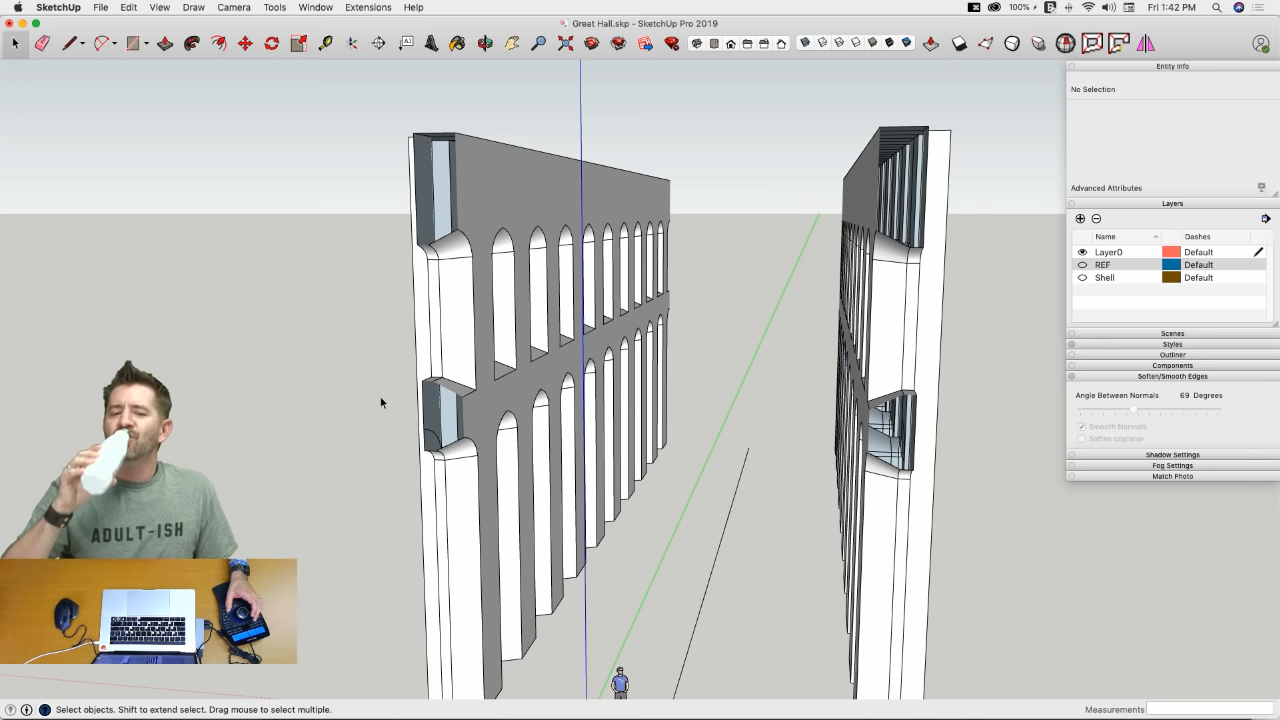 SketchUp File Edit View Draw Camera Tools Window Extensions Help
100% Fri 1:42 PM
Great Hall.skp - SketchUp Pro 2019
Entity Info
No Selection
Advanced Attributes
Layers
Name Dashes
Layer0 Default
REF Default
Shell Default
Scenes
Styles
Outliner
Components
Soften/Smooth Edges
Angle Between Normals 69 Degrees
Smooth Normals
Soften coplanar
Shadow Settings
Fog Settings
Match Photo
ADULT-ISH
Select objects. Shift to extend select. Drag mouse to select multiple.
Measurements